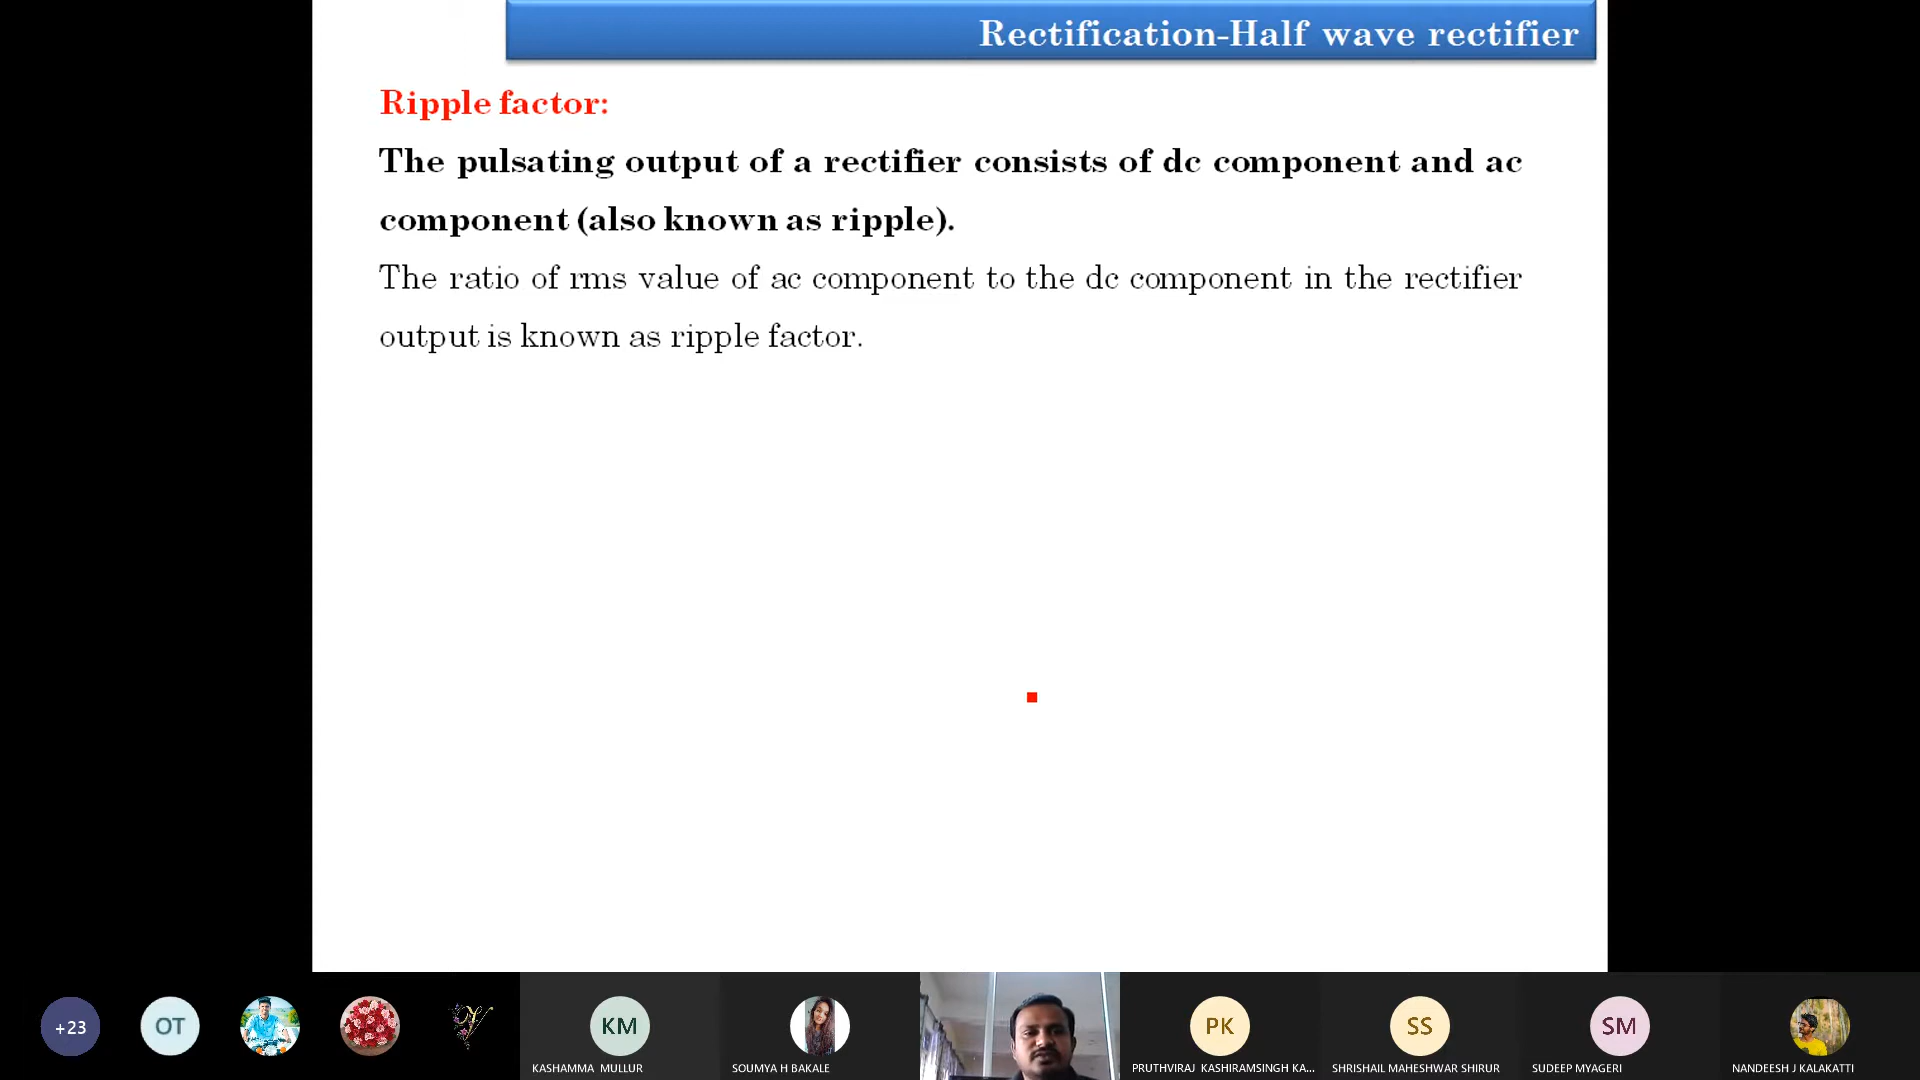 Rectification-Half wave rectifier
Ripple factor:
The pulsating output of a rectifier consists of dc component and ac
component (also known as ripple).
The ratio of rms value of ac component to the dc component in the rectifier
output is known as ripple factor.
+23
OT
KM
PK
SS
SM
KASHAMMA MULLUR
SOUMYA H BAKALE
PRUTHVIRAJ KASHIRAMSINGH KA...
SHRISHAIL MAHESHWAR SHIRUR
SUDEEP MYAGERI
NANDEESH J KALAKATTI